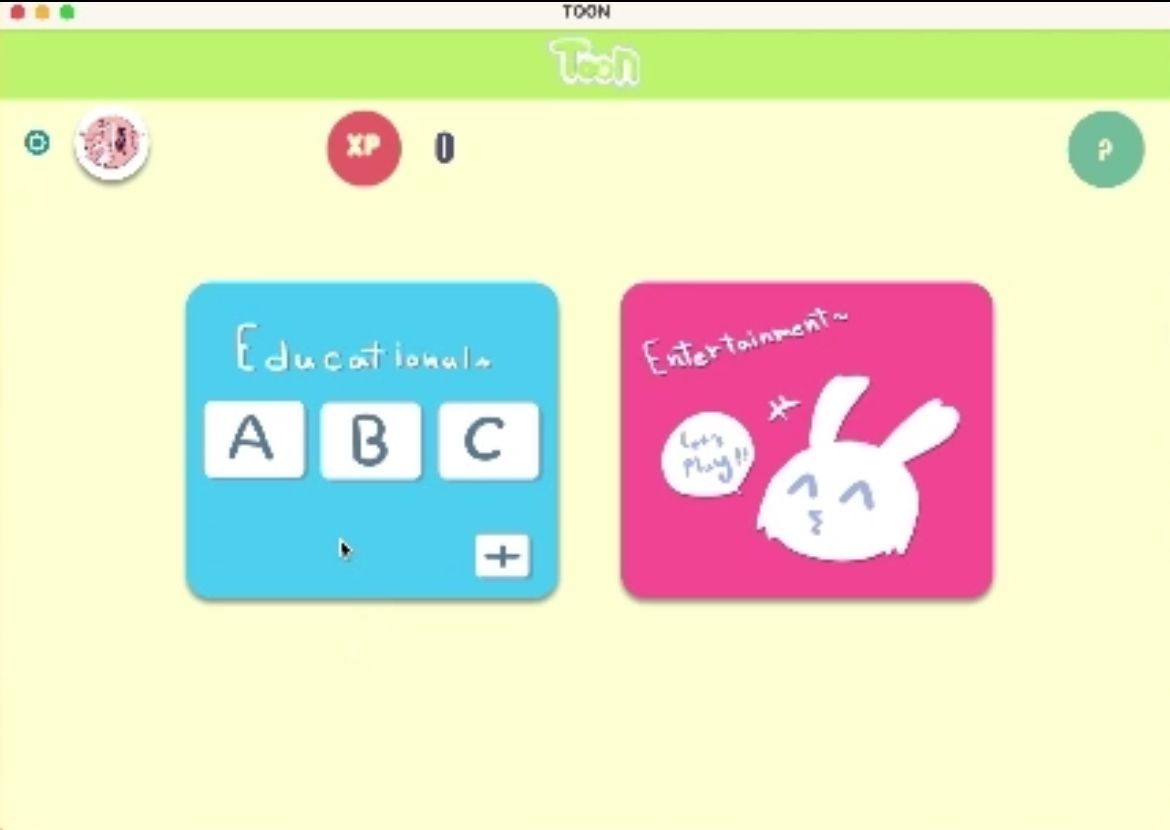 TOON
Toon
XP 0 ?
Educational~
A B C
+
Entertainment~
Let's
Play!!